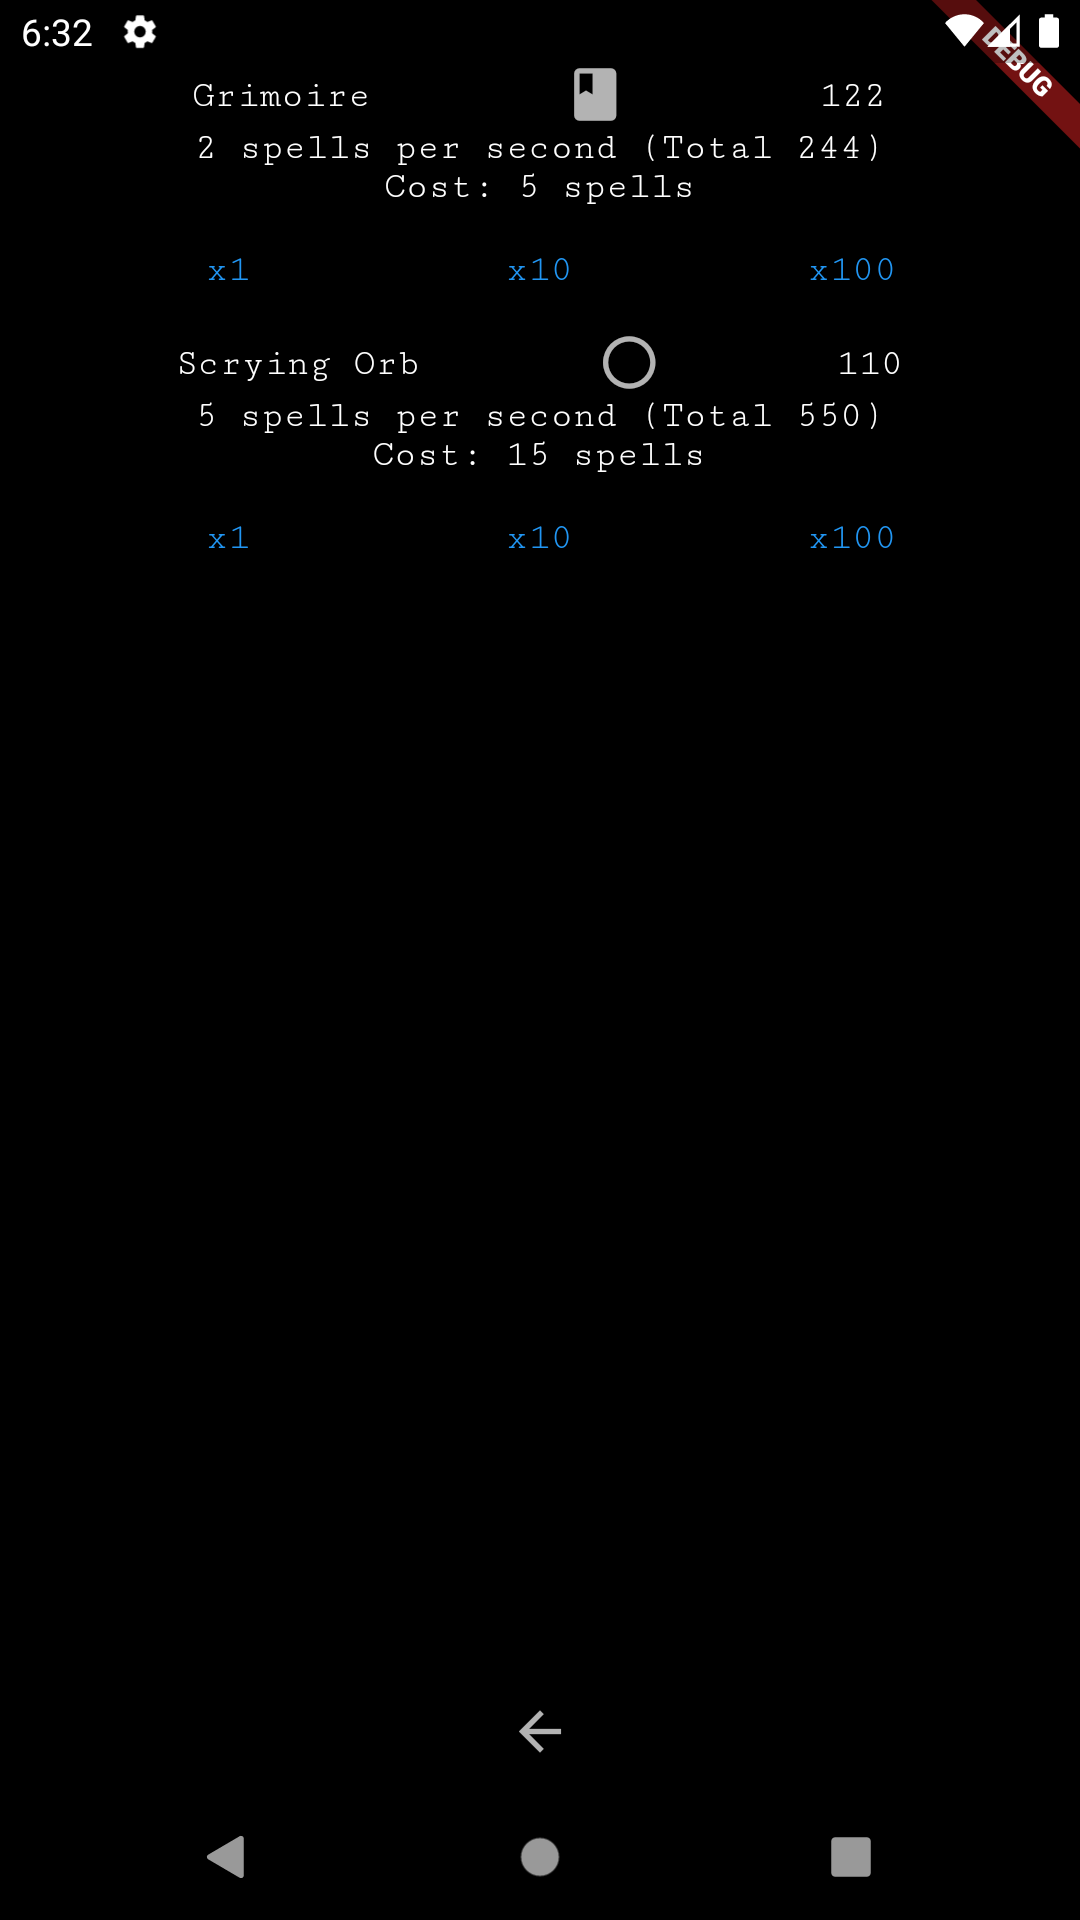 6:32
DEBUG
Grimoire 122
2 spells per second (Total 244)
Cost: 5 spells
x1 x10 x100
Scrying Orb 110
5 spells per second (Total 550)
Cost: 15 spells
x1 x10 x100